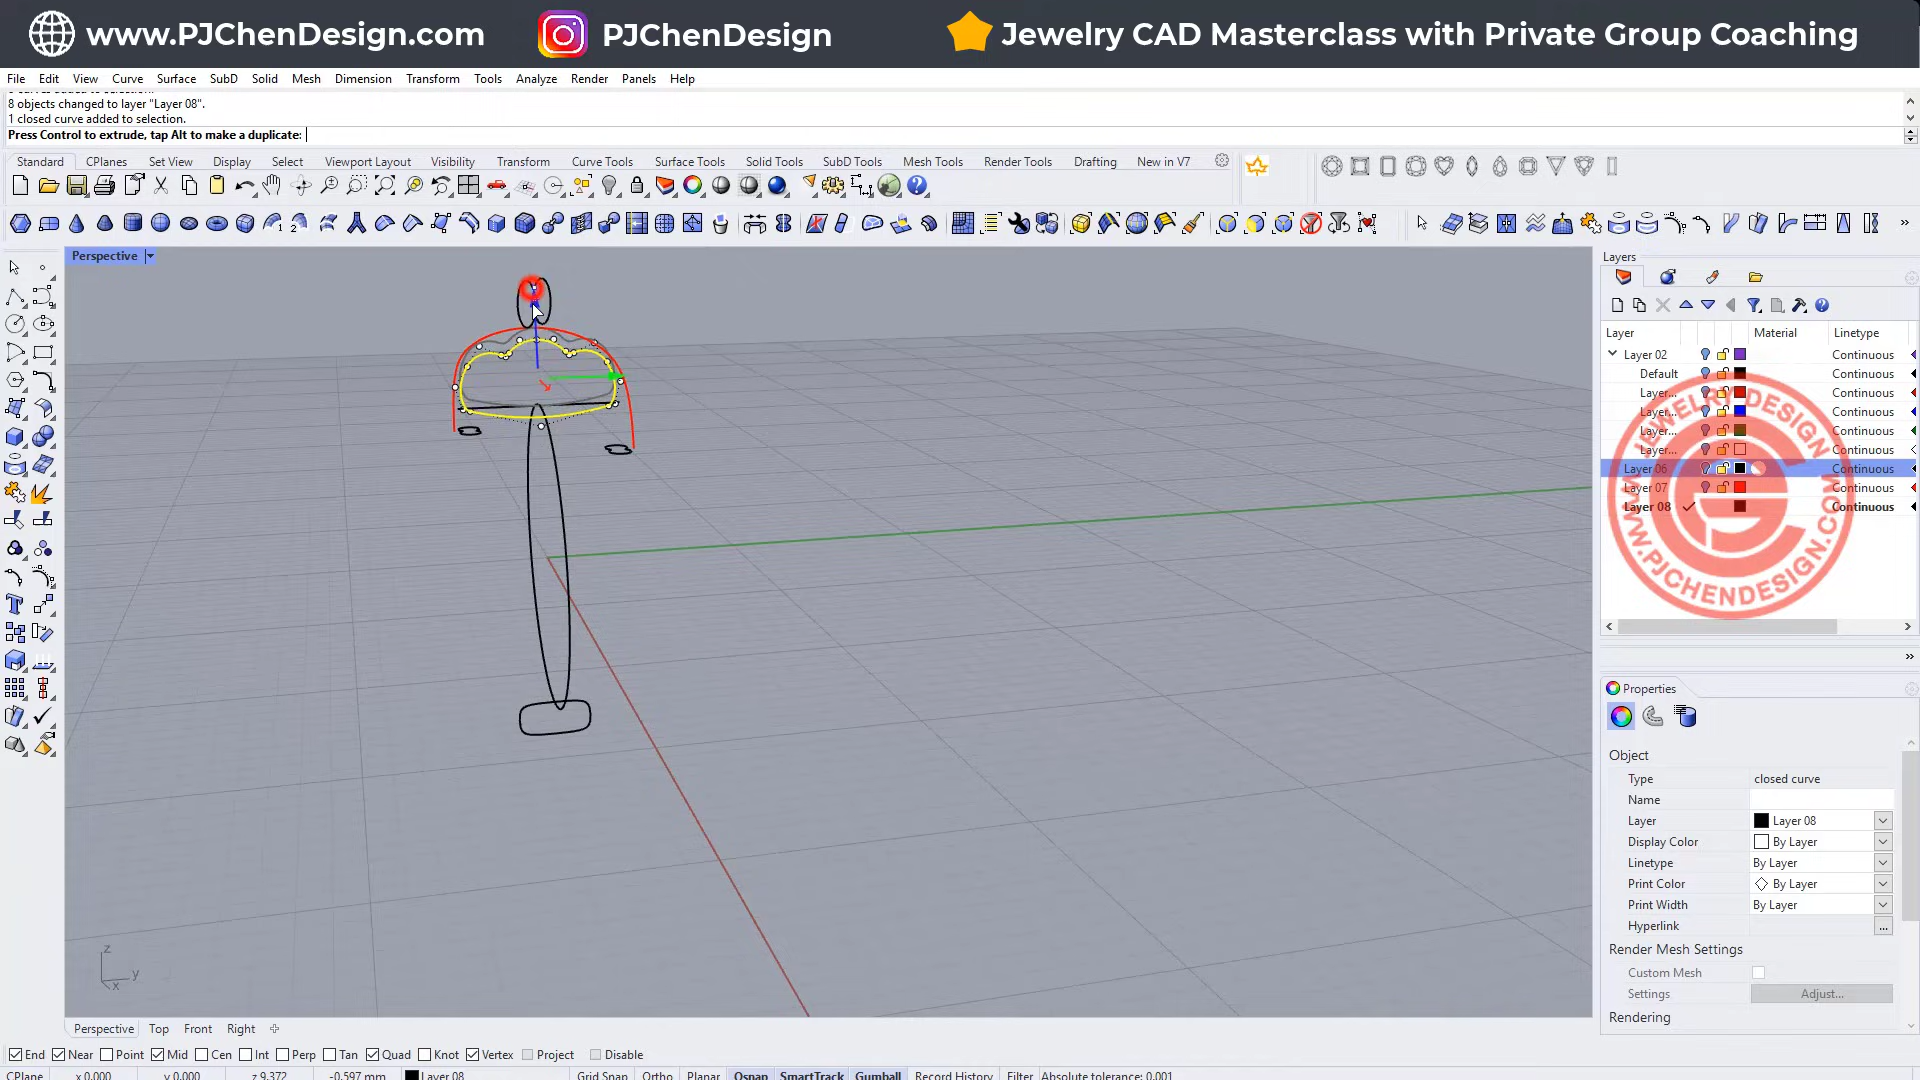 www.PJChenDesign.com PJChenDesign Jewelry CAD Masterclass with Private Group Coaching
File Edit View Curve Surface SubD Solid Mesh Dimension Transform Tools Analyze Render Panels Help
8 objects changed to layer "Layer 08".
1 closed curve added to selection.
Press Control to extrude, tap Alt to make a duplicate:
Standard CPlanes Set View Display Select Viewport Layout Visibility Transform Curve Tools Surface Tools Solid Tools SubD Tools Mesh Tools Render Tools Drafting New in V7
Perspective
Layers
Layer Material Linetype
Layer 02 Continuous
Default Continuous
Layer... Continuous
Layer... Continuous
Layer... Continuous
Layer... Continuous
Layer 06 Continuous
Layer 07 Continuous
Layer 08 Continuous
JEWELRY DESIGN WWW.PJCHENDESIGN.COM
Properties
Object
Type closed curve
Name
Layer Layer 08
Display Color By Layer
Linetype By Layer
Print Color By Layer
Print Width By Layer
Hyperlink ...
Render Mesh Settings
Custom Mesh
Settings Adjust...
Rendering
z
y
x
Perspective Top Front Right
End Near Point Mid Cen Int Perp Tan Quad Knot Vertex Project Disable
CPlane x 0.000 y 0.000 z 9.372 -0.597 mm Layer 08 Grid Snap Ortho Planar Osnap SmartTrack Gumball Record History Filter Absolute tolerance: 0.001